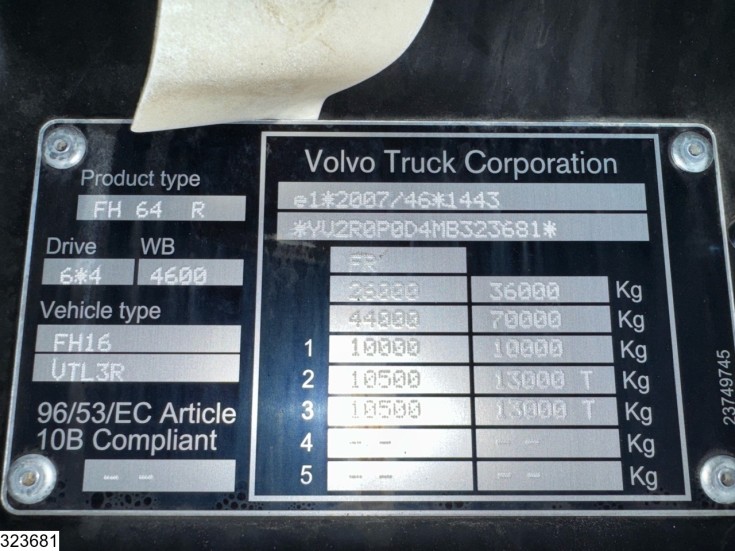 Product type
FH 64 R
Drive WB
6*4 4600
Vehicle type
FH16
VTL3R
96/53/EC Article
10B Compliant
-- --
Volvo Truck Corporation
e1*2007/46*1443
*YV2R0P0D4MB323681*
FR
26000 36000 Kg
44000 70000 Kg
1 10000 10000 Kg
2 10500 13000 T Kg
3 10500 13000 T Kg
4 -- -- -- -- Kg
5 -- -- -- -- Kg
23749745
323681